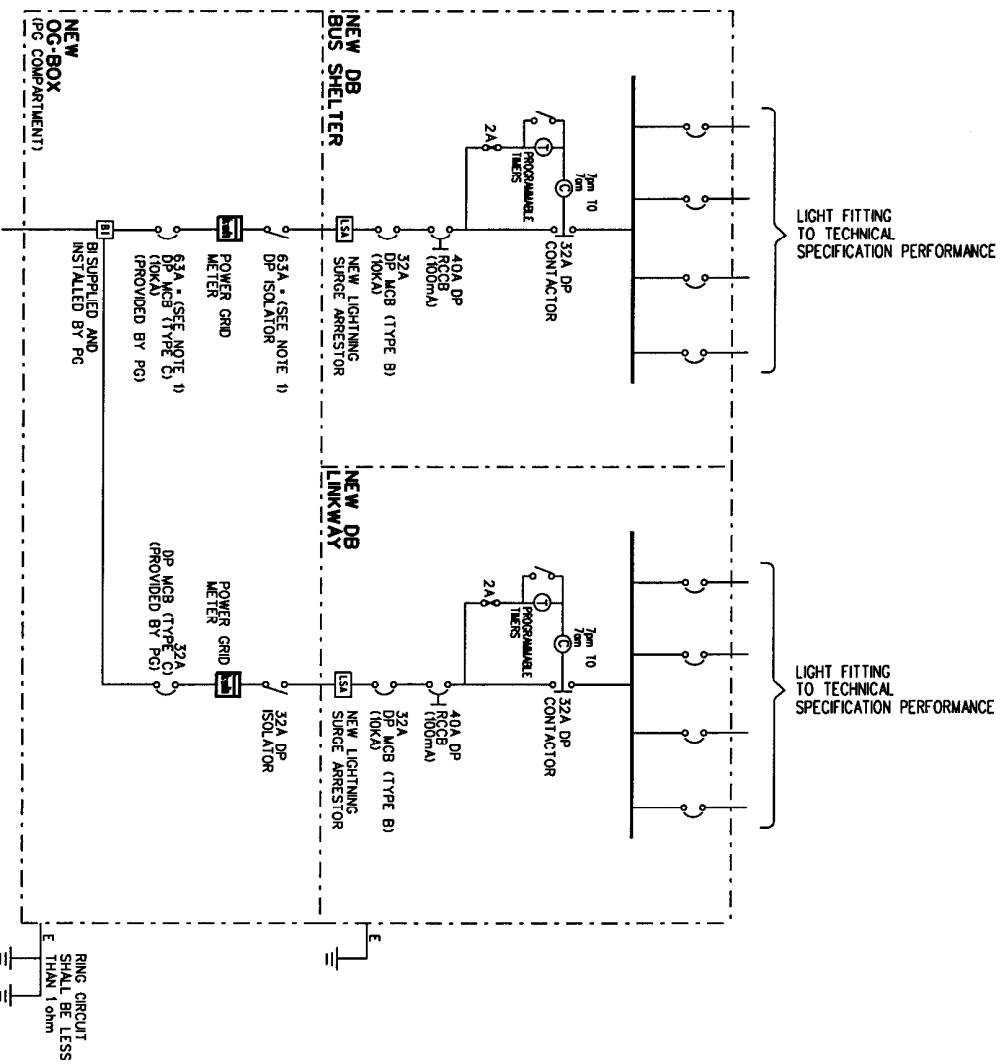 LIGHT FITTING
TO TECHNICAL
SPECIFICATION PERFORMANCE
LIGHT FITTING
TO TECHNICAL
SPECIFICATION PERFORMANCE
NEW DB
BUS SHELTER
2A
PROGRAMMABLE
TIMERS
T
C
7pm TO
7am
32A DP
CONTACTOR
40A DP
RCCB
(100mA)
32A
DP MCB (TYPE B)
(10KA)
LSA
NEW LIGHTNING
SURGE ARRESTOR
NEW DB
LINKWAY
2A
PROGRAMMABLE
TIMERS
T
C
7pm TO
7am
32A DP
CONTACTOR
40A DP
RCCB
(100mA)
32A
DP MCB (TYPE B)
(10KA)
LSA
NEW LIGHTNING
SURGE ARRESTOR
NEW
OG-BOX
(PG COMPARTMENT)
63A * (SEE NOTE 1)
DP ISOLATOR
POWER GRID
METER
63A * (SEE NOTE 1)
DP MCB (TYPE C)
(10KA)
(PROVIDED BY PG)
BI
BI SUPPLIED AND
INSTALLED BY PG
32A DP
ISOLATOR
POWER GRID
METER
32A
DP MCB (TYPE C)
(PROVIDED BY PG)
E
E
RING CIRCUIT
SHALL BE LESS
THAN 1 ohm